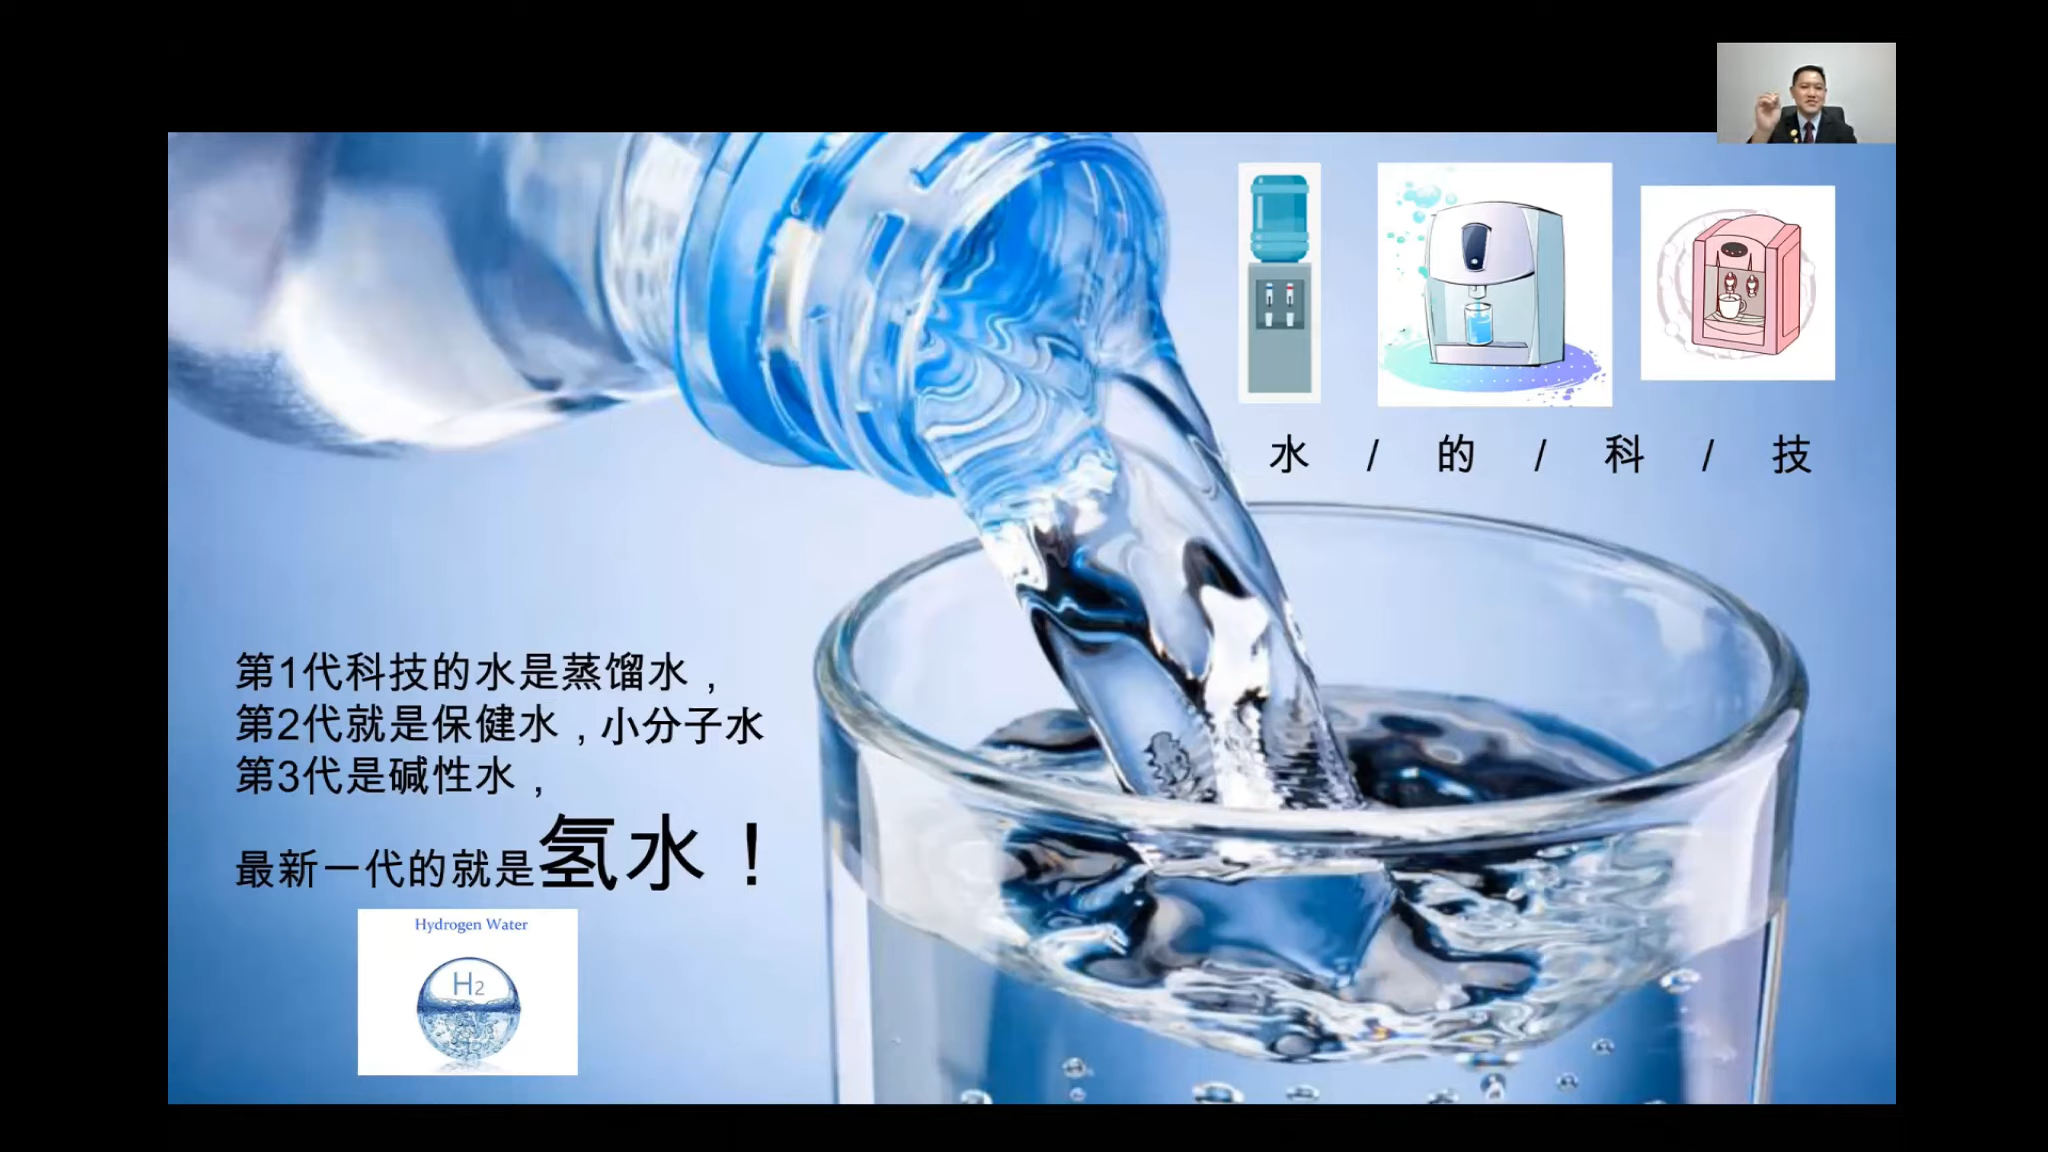 水 / 的 / 科 / 技
第1代科技的水是蒸馏水，
第2代就是保健水，小分子水
第3代是碱性水，
最新一代的就是氢水！
Hydrogen Water
H2